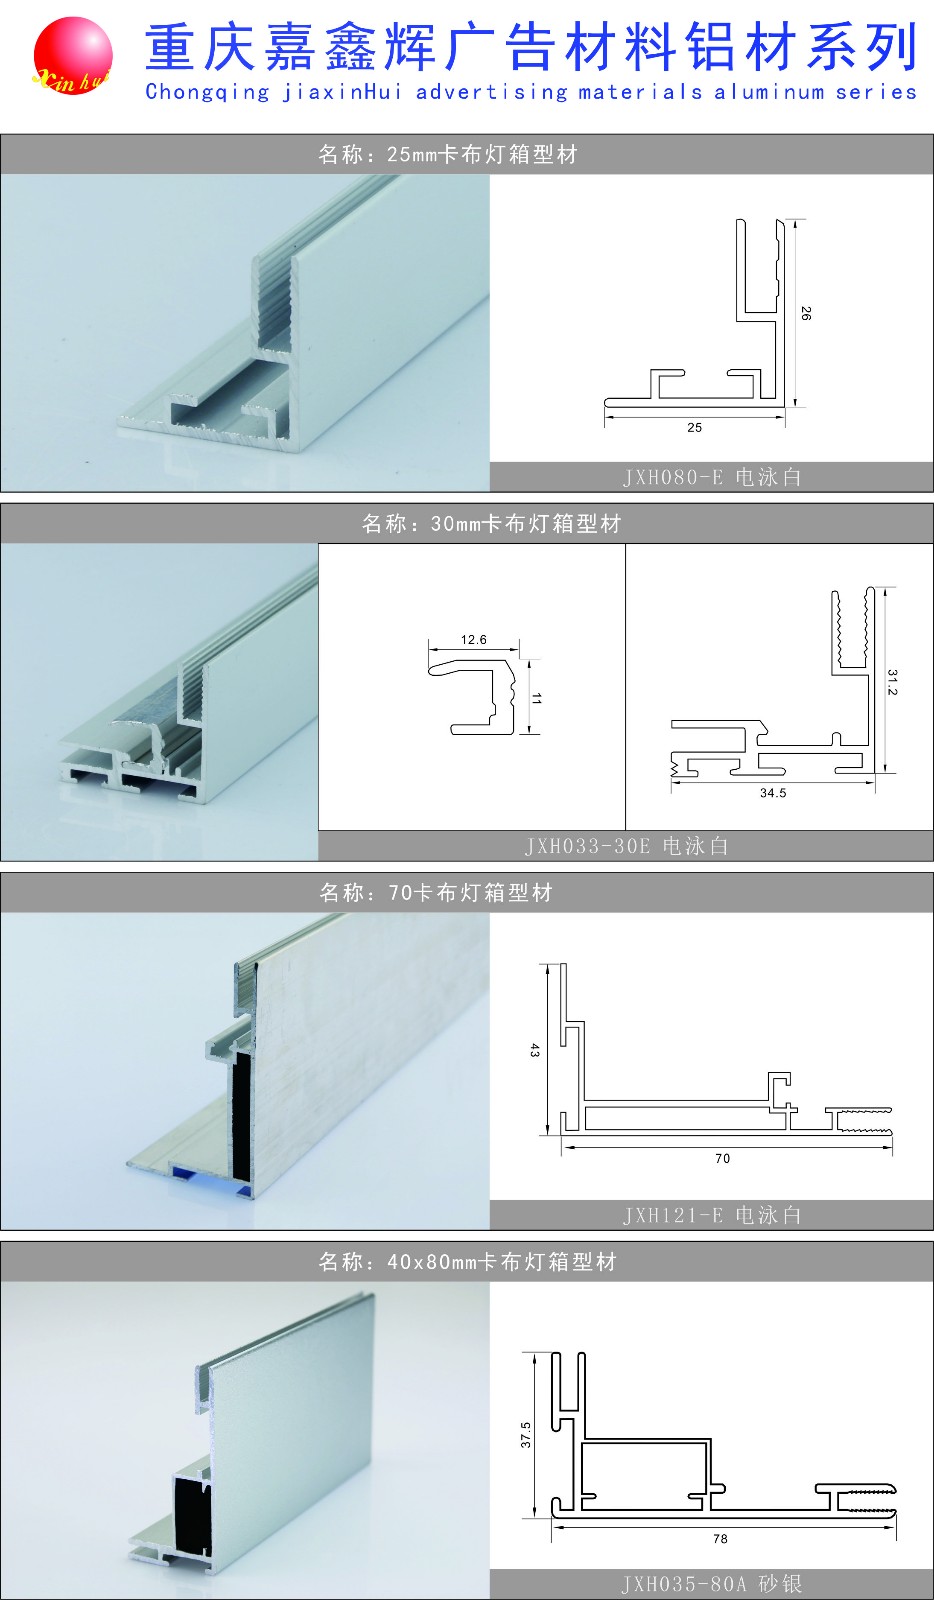 重庆嘉鑫辉广告材料铝材系列
Xin hui
Chongqing jiaxinHui advertising materials aluminum series
名称：25mm卡布灯箱型材
26
25
JXH080-E 电泳白
名称：30mm卡布灯箱型材
12.6
11
31.2
34.5
JXH033-30E 电泳白
名称：70卡布灯箱型材
43
70
JXH121-E 电泳白
名称：40x80mm卡布灯箱型材
37.5
78
JXH035-80A 砂银